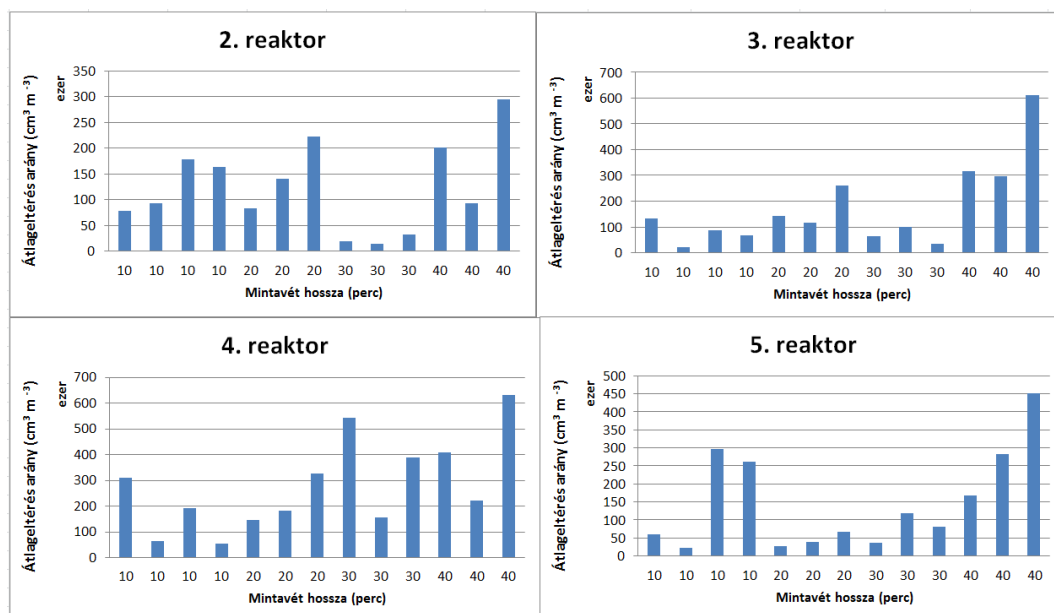 2. reaktor
Átlageltérés arány (cm³ m ⁻³)
ezer
350
300
250
200
150
100
50
0
10 10 10 10 20 20 20 30 30 30 40 40 40
Mintavét hossza (perc)
3. reaktor
Átlageltérés arány (cm³ m ⁻³)
ezer
700
600
500
400
300
200
100
0
10 10 10 10 20 20 20 30 30 30 40 40 40
Mintavét hossza (perc)
4. reaktor
Átlageltérés arány (cm³ m ⁻³)
ezer
700
600
500
400
300
200
100
0
10 10 10 10 20 20 20 30 30 30 40 40 40
Mintavét hossza (perc)
5. reaktor
Átlageltérés arány (cm³ m ⁻³)
ezer
500
450
400
350
300
250
200
150
100
50
0
10 10 10 10 20 20 20 30 30 30 40 40 40
Mintavét hossza (perc)